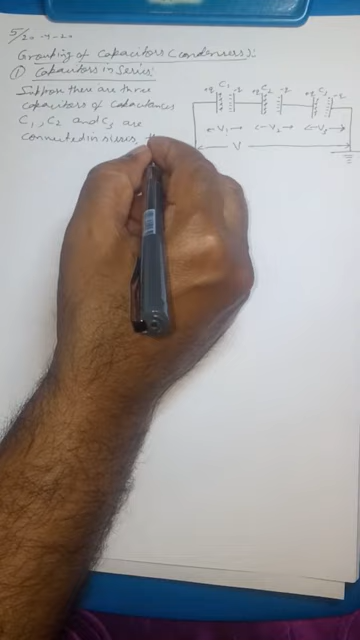 Grouping of Capacitors (Condensers):
① Capacitors in Series:
Suppose there are three
capacitors of capacitances
C₁, C₂ and C₃ are
connected in series,
+q C₁ -q +q C₂ -q +q C₃
V₁ V₂ V₃
V